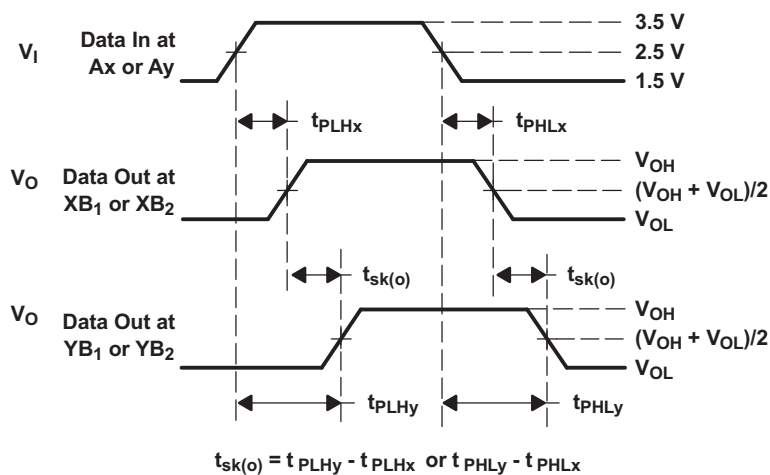 V_I
Data In at
Ax or Ay
3.5 V
2.5 V
1.5 V
t_PLHx
t_PHLx
V_O
Data Out at
XB_1 or XB_2
V_OH
(V_OH + V_OL)/2
V_OL
t_sk(o)
t_sk(o)
V_O
Data Out at
YB_1 or YB_2
V_OH
(V_OH + V_OL)/2
V_OL
t_PLHy
t_PHLy
t_sk(o) = t_PLHy - t_PLHx or t_PHLy - t_PHLx